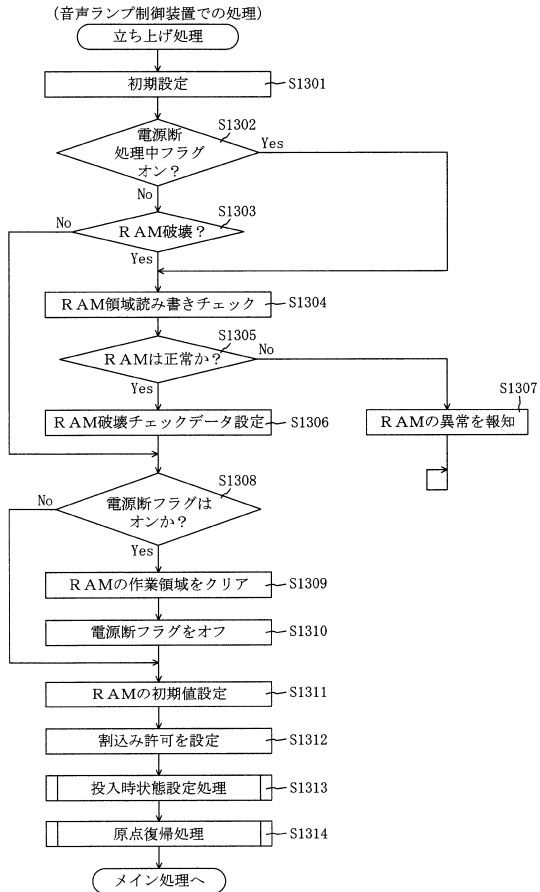 (音声ランプ制御装置での処理)
立ち上げ処理
初期設定
S1301
電源断
処理中フラグ
オン?
S1302
Yes
No
RAM破壊?
S1303
No
Yes
RAM領域読み書きチェック
S1304
RAMは正常か?
S1305
No
Yes
RAM破壊チェックデータ設定
S1306
RAMの異常を報知
S1307
電源断フラグは
オンか?
S1308
No
Yes
RAMの作業領域をクリア
S1309
電源断フラグをオフ
S1310
RAMの初期値設定
S1311
割込み許可を設定
S1312
投入時状態設定処理
S1313
原点復帰処理
S1314
メイン処理へ